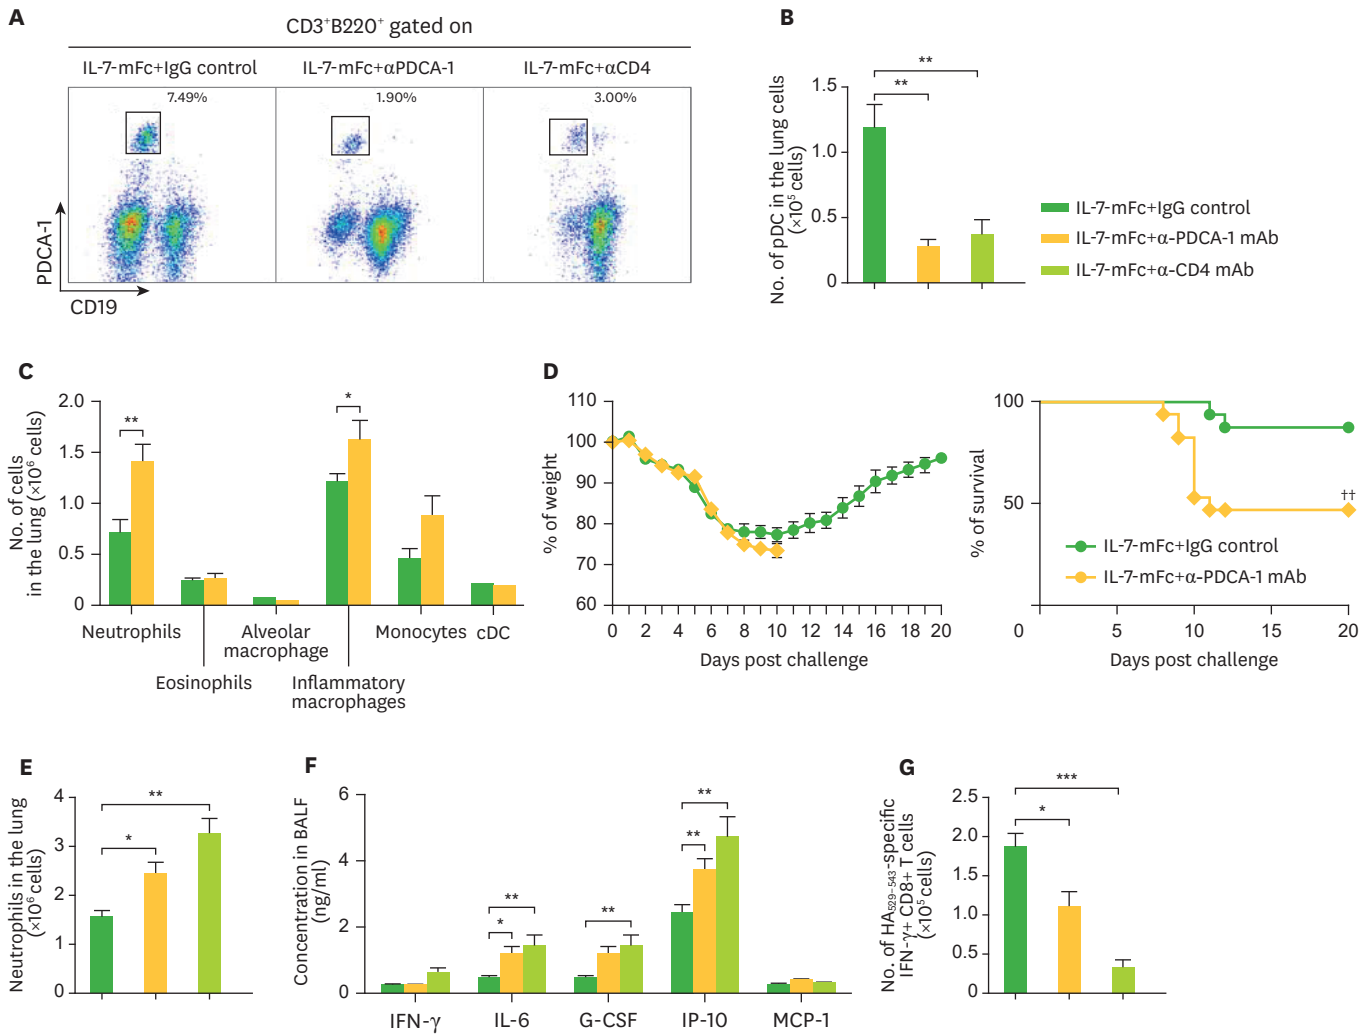 A
CD3+B220+ gated on
IL-7-mFc+IgG control
IL-7-mFc+αPDCA-1
IL-7-mFc+αCD4
7.49%
1.90%
3.00%
PDCA-1
CD19
B
No. of pDC in the lung cells
(×10⁵ cells)
1.5
1.0
0.5
0
**
**
IL-7-mFc+IgG control
IL-7-mFc+α-PDCA-1 mAb
IL-7-mFc+α-CD4 mAb
C
No. of cells
in the lung (×10⁶ cells)
2.0
1.5
1.0
0.5
0
**
*
Neutrophils
Eosinophils
Alveolar
macrophage
Inflammatory
macrophages
Monocytes
cDC
D
% of weight
110
100
90
80
70
60
0 2 4 6 8 10 12 14 16 18 20
Days post challenge
% of survival
100
50
††
IL-7-mFc+IgG control
IL-7-mFc+α-PDCA-1 mAb
0 5 10 15 20
Days post challenge
E
Neutrophils in the lung
(×10⁶ cells)
4
3
2
1
0
**
*
F
Concentration in BALF
(ng/ml)
6
4
2
0
**
*
**
**
**
IFN-γ IL-6 G-CSF IP-10 MCP-1
G
No. of HA₅₂₉₋₅₄₃-specific
IFN-γ+ CD8+ T cells
(×10⁵ cells)
2.5
2.0
1.5
1.0
0.5
0
***
*